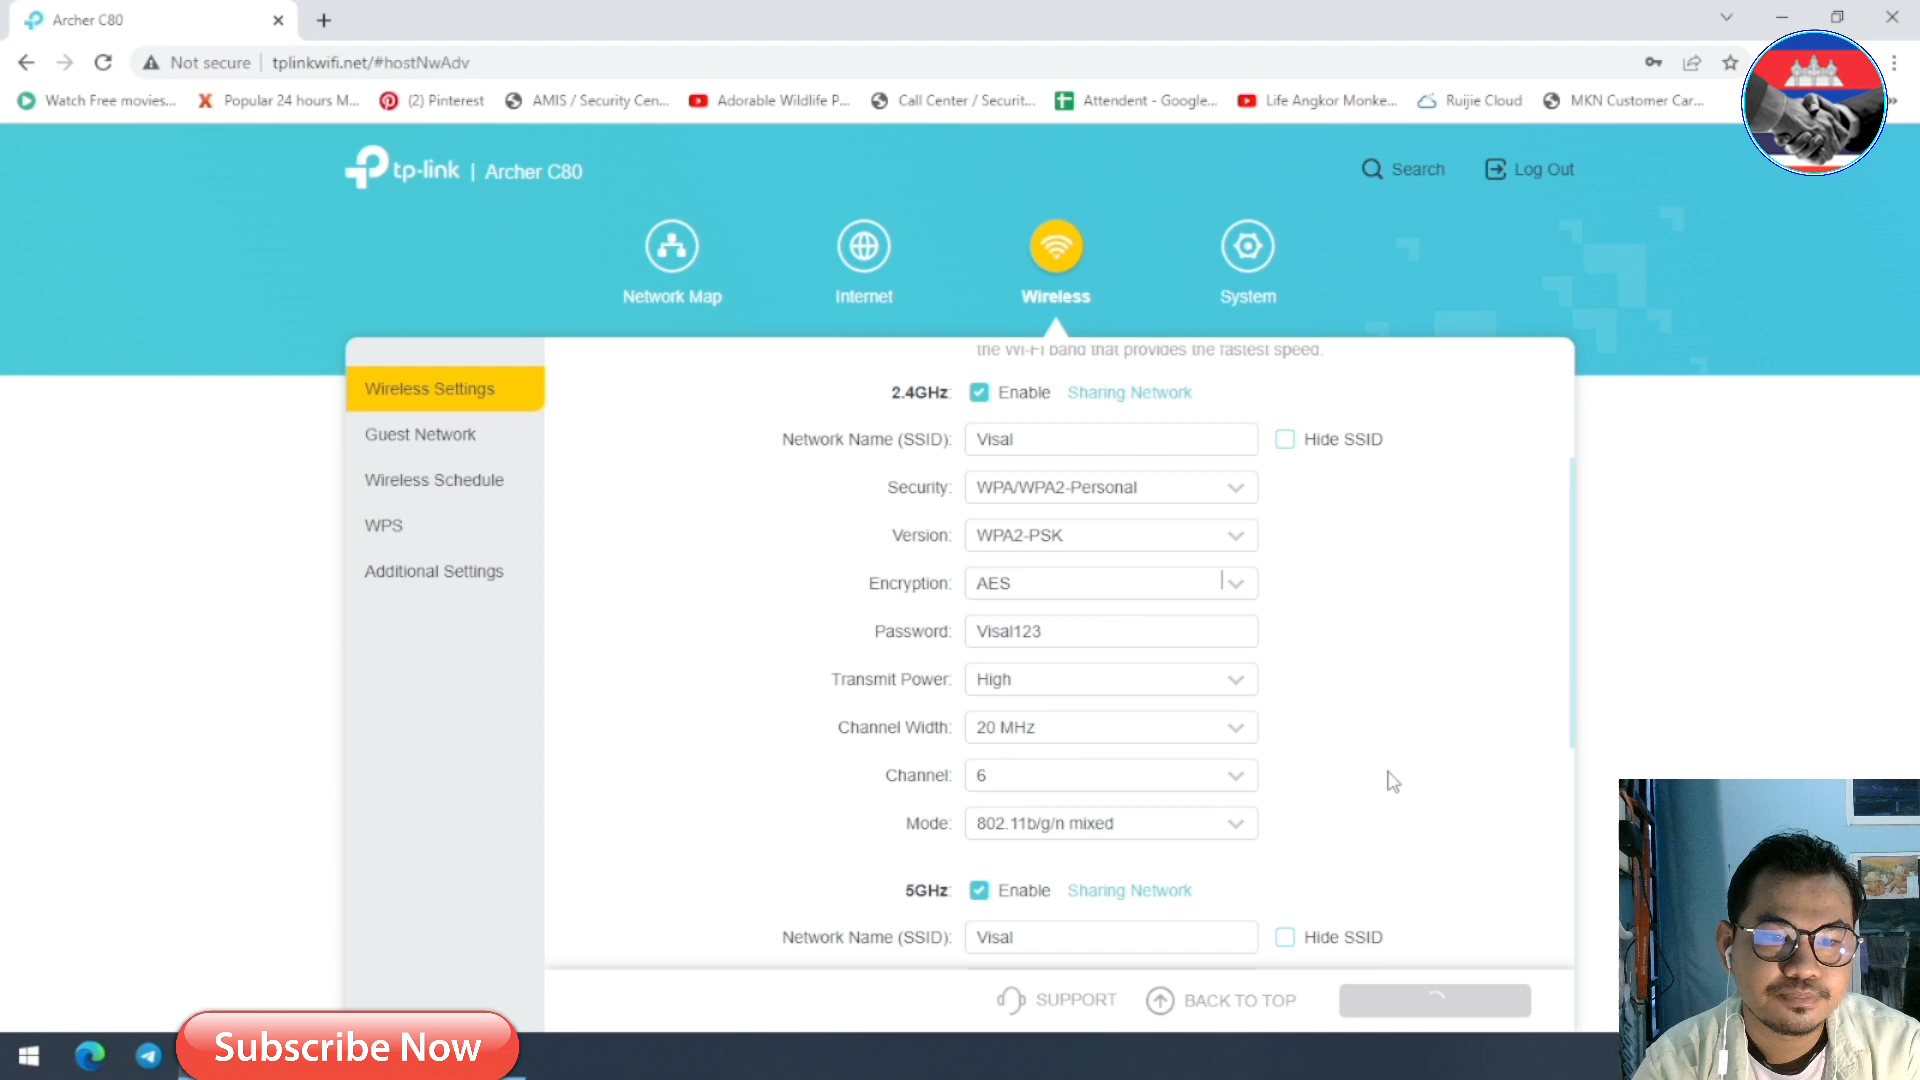 Archer C80
Not secure
tplinkwifi.net/#hostNwAdv
Watch Free movies...
Popular 24 hours M...
(2) Pinterest
AMIS / Security Cen...
Adorable Wildlife P...
Call Center / Securit...
Attendent - Google...
Life Angkor Monke...
Ruijie Cloud
MKN Customer Car...
tp-link | Archer C80
Search
Log Out
Network Map
Internet
Wireless
System
Wireless Settings
Guest Network
Wireless Schedule
WPS
Additional Settings
the Wi-Fi band that provides the fastest speed.
2.4GHz: Enable Sharing Network
Network Name (SSID): Visal Hide SSID
Security: WPA/WPA2-Personal
Version: WPA2-PSK
Encryption: AES
Password: Visal123
Transmit Power: High
Channel Width: 20 MHz
Channel: 6
Mode: 802.11b/g/n mixed
5GHz: Enable Sharing Network
Network Name (SSID): Visal Hide SSID
SUPPORT
BACK TO TOP
Subscribe Now